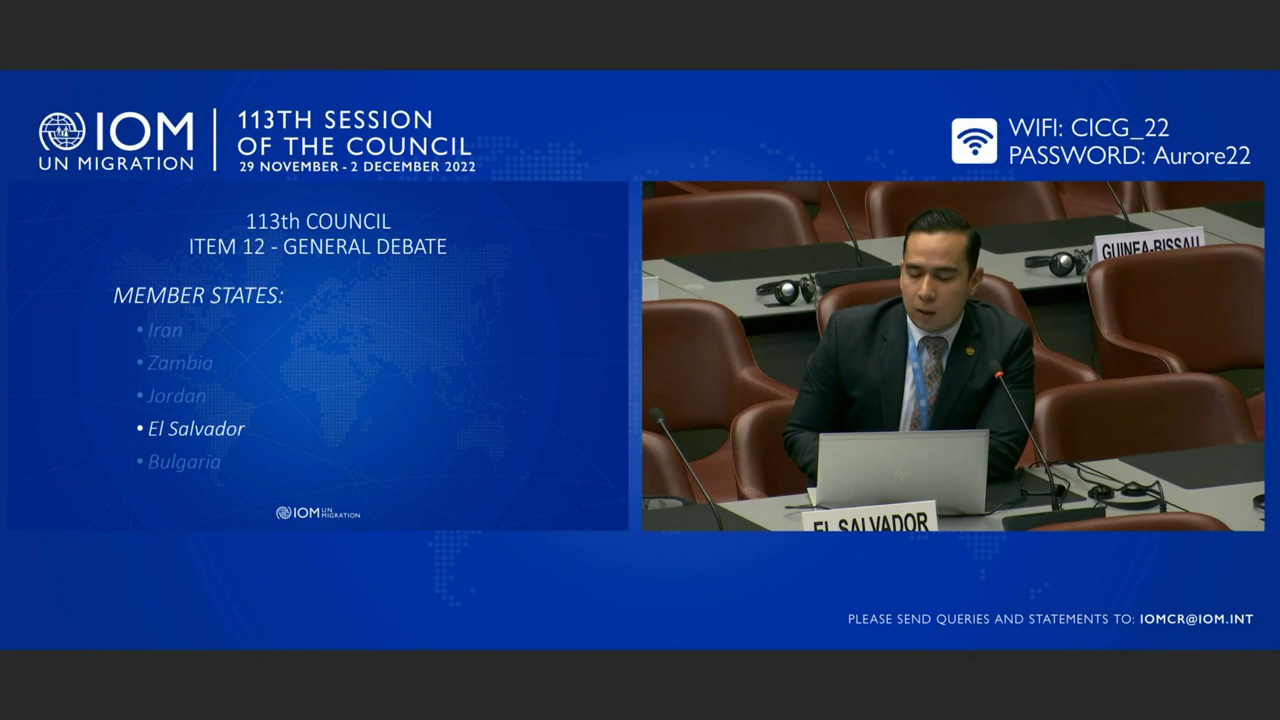 IOM
UN MIGRATION
113TH SESSION
OF THE COUNCIL
29 NOVEMBER - 2 DECEMBER 2022
WIFI: CICG_22
PASSWORD: Aurore22
113th COUNCIL
ITEM 12 - GENERAL DEBATE
MEMBER STATES:
• Iran
• Zambia
• Jordan
• El Salvador
• Bulgaria
IOM UN
MIGRATION
GUINEA-BISSAU
hp
EL SALVADOR
PLEASE SEND QUERIES AND STATEMENTS TO: IOMCR@IOM.INT